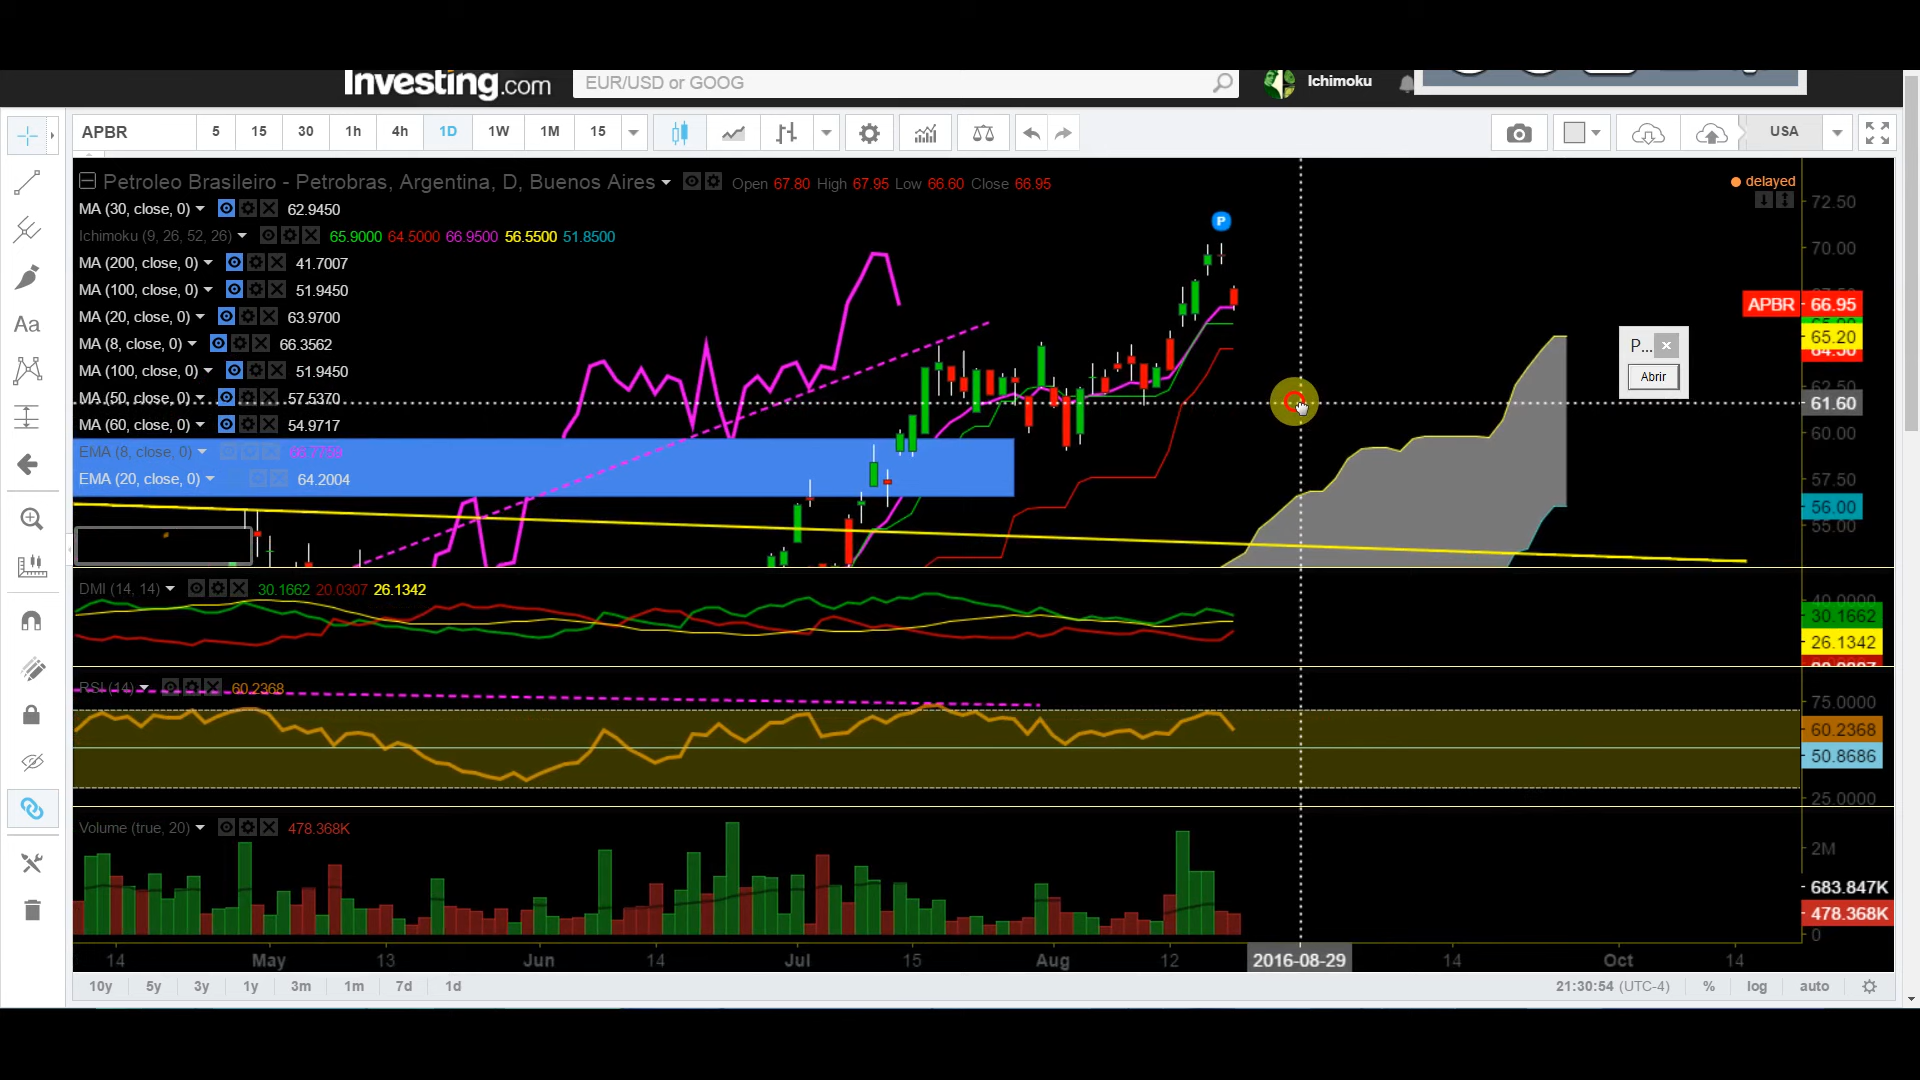 Investing.com EUR/USD or GOOG Ichimoku
APBR 5 15 30 1h 4h 1D 1W 1M 15 USA
Petroleo Brasileiro - Petrobras, Argentina, D, Buenos Aires Open 67.80 High 67.95 Low 66.60 Close 66.95
delayed
MA (30, close, 0) 62.9450
Ichimoku (9, 26, 52, 26) 65.9000 64.5000 66.9500 56.5500 51.8500
MA (200, close, 0) 41.7007
MA (100, close, 0) 51.9450
MA (20, close, 0) 63.9700
MA (8, close, 0) 66.3562
MA (100, close, 0) 51.9450
MA (50, close, 0) 57.5370
MA (60, close, 0) 54.9717
EMA (8, close, 0) 66.7759
EMA (20, close, 0) 64.2004
P
72.50
70.00
APBR 66.95
65.20
64.50
62.50
61.60
60.00
57.50
56.00
55.00
P...
Abrir
DMI (14, 14) 30.1662 20.0307 26.1342
40.0000
30.1662
26.1342
RSI (14) 60.2368
75.0000
60.2368
50.8686
25.0000
Volume (true, 20) 478.368K
2M
683.847K
478.368K
0
14 May 13 Jun 14 Jul 15 Aug 12 2016-08-29 14 Oct 14
10y 5y 3y 1y 3m 1m 7d 1d 21:30:54 (UTC-4) % log auto